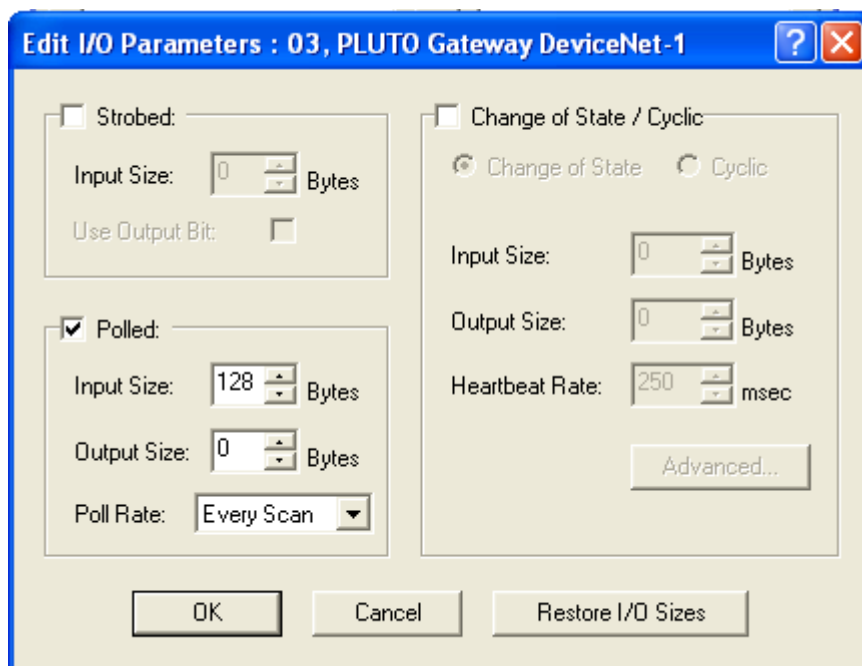 Edit I/O Parameters : 03, PLUTO Gateway DeviceNet-1
Strobed:
Input Size: 0 Bytes
Use Output Bit:
Polled:
Input Size: 128 Bytes
Output Size: 0 Bytes
Poll Rate: Every Scan
Change of State / Cyclic
Change of State Cyclic
Input Size: 0 Bytes
Output Size: 0 Bytes
Heartbeat Rate: 250 msec
Advanced...
OK Cancel Restore I/O Sizes